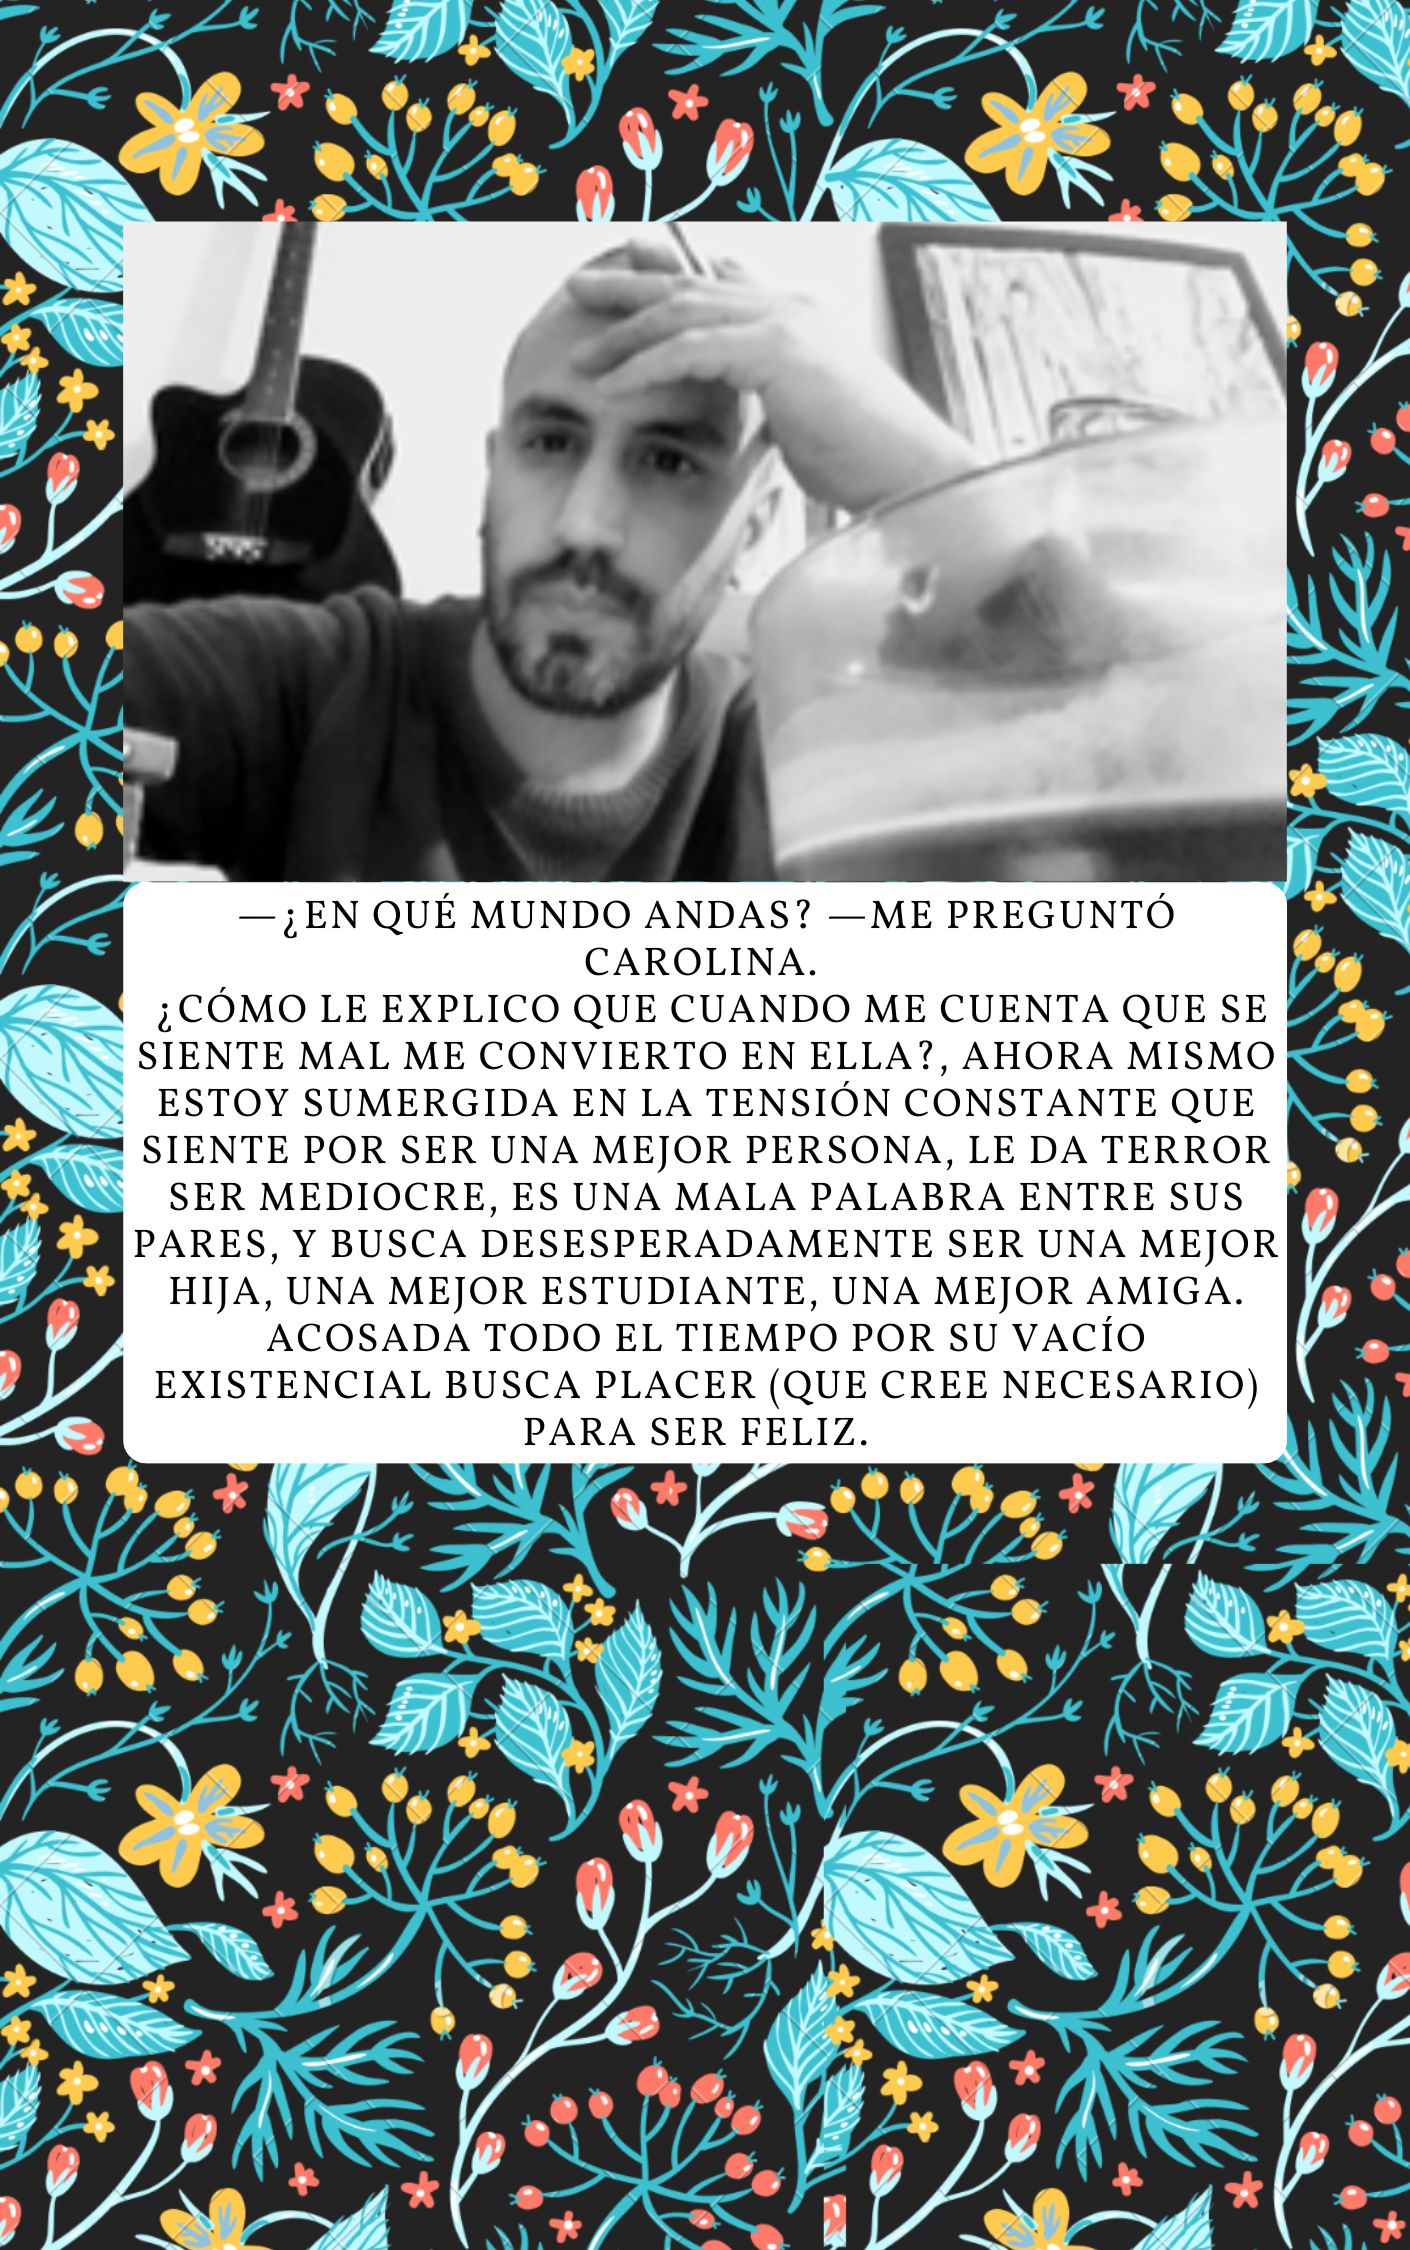 —¿EN QUÉ MUNDO ANDAS? —ME PREGUNTÓ
CAROLINA.
¿CÓMO LE EXPLICO QUE CUANDO ME CUENTA QUE SE
SIENTE MAL ME CONVIERTO EN ELLA?, AHORA MISMO
ESTOY SUMERGIDA EN LA TENSIÓN CONSTANTE QUE
SIENTE POR SER UNA MEJOR PERSONA, LE DA TERROR
SER MEDIOCRE, ES UNA MALA PALABRA ENTRE SUS
PARES, Y BUSCA DESESPERADAMENTE SER UNA MEJOR
HIJA, UNA MEJOR ESTUDIANTE, UNA MEJOR AMIGA.
ACOSADA TODO EL TIEMPO POR SU VACÍO
EXISTENCIAL BUSCA PLACER (QUE CREE NECESARIO)
PARA SER FELIZ.